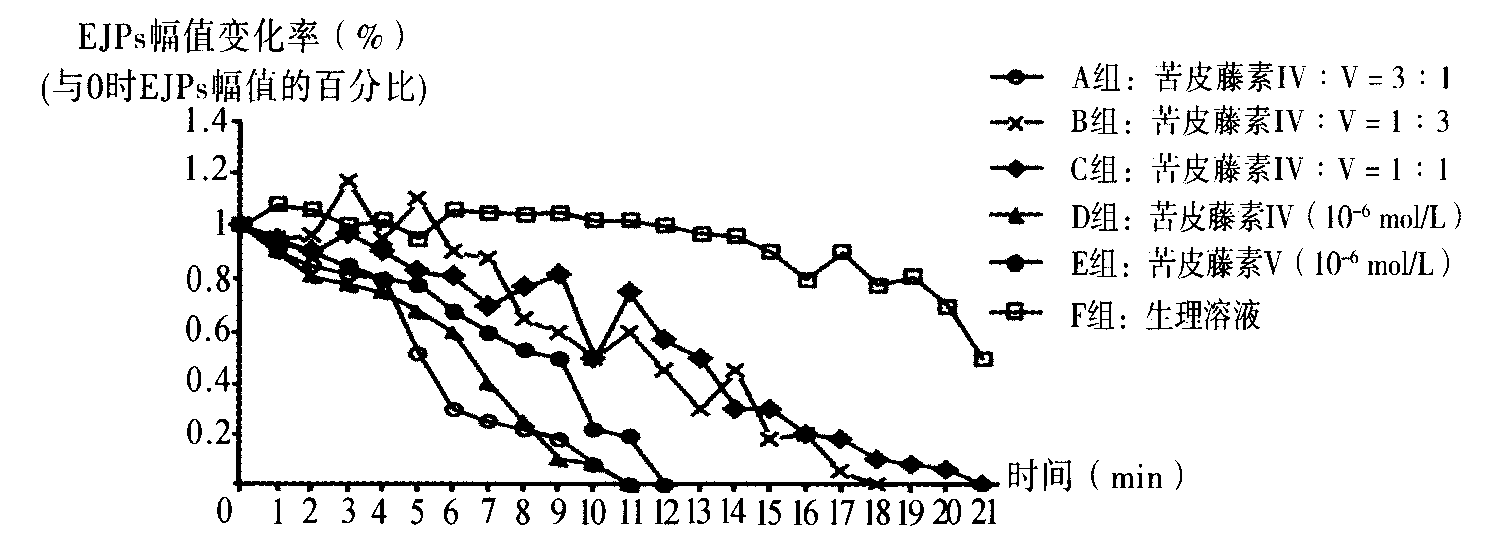 EJPs幅值变化率（%）
(与0时EJPs幅值的百分比)
A组：苦皮藤素IV：V=3：1
B组：苦皮藤素IV：V=1：3
C组：苦皮藤素IV：V=1：1
D组：苦皮藤素IV（10⁻⁶ mol/L）
E组：苦皮藤素V（10⁻⁶ mol/L）
F组：生理溶液
1.4
1.2
1
0.8
0.6
0.4
0.2
时间（min）
0 1 2 3 4 5 6 7 8 9 10 11 12 13 14 15 16 17 18 19 20 21